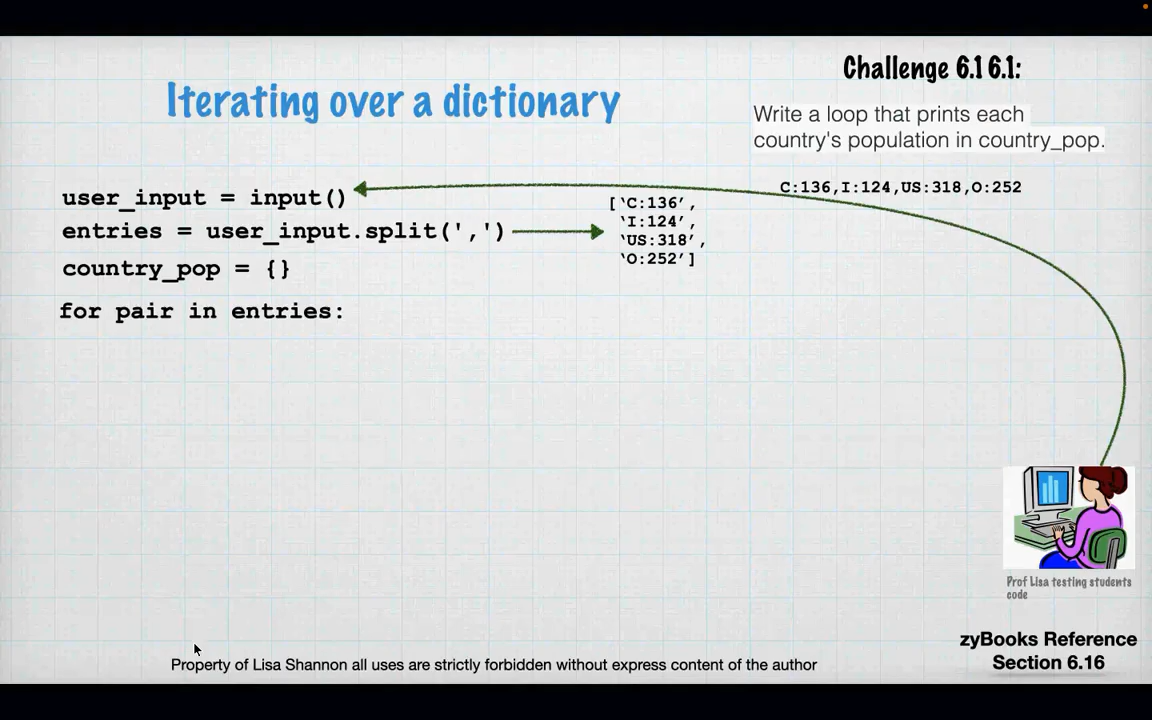 Challenge 6.1 6.1:
Iterating over a dictionary
Write a loop that prints each
country's population in country_pop.
C:136,I:124,US:318,O:252
user_input = input()
entries = user_input.split(',')
country_pop = {}
for pair in entries:
[‘C:136’,
‘I:124’,
‘US:318’,
‘O:252’]
Prof Lisa testing students
code
zyBooks Reference
Section 6.16
Property of Lisa Shannon all uses are strictly forbidden without express content of the author